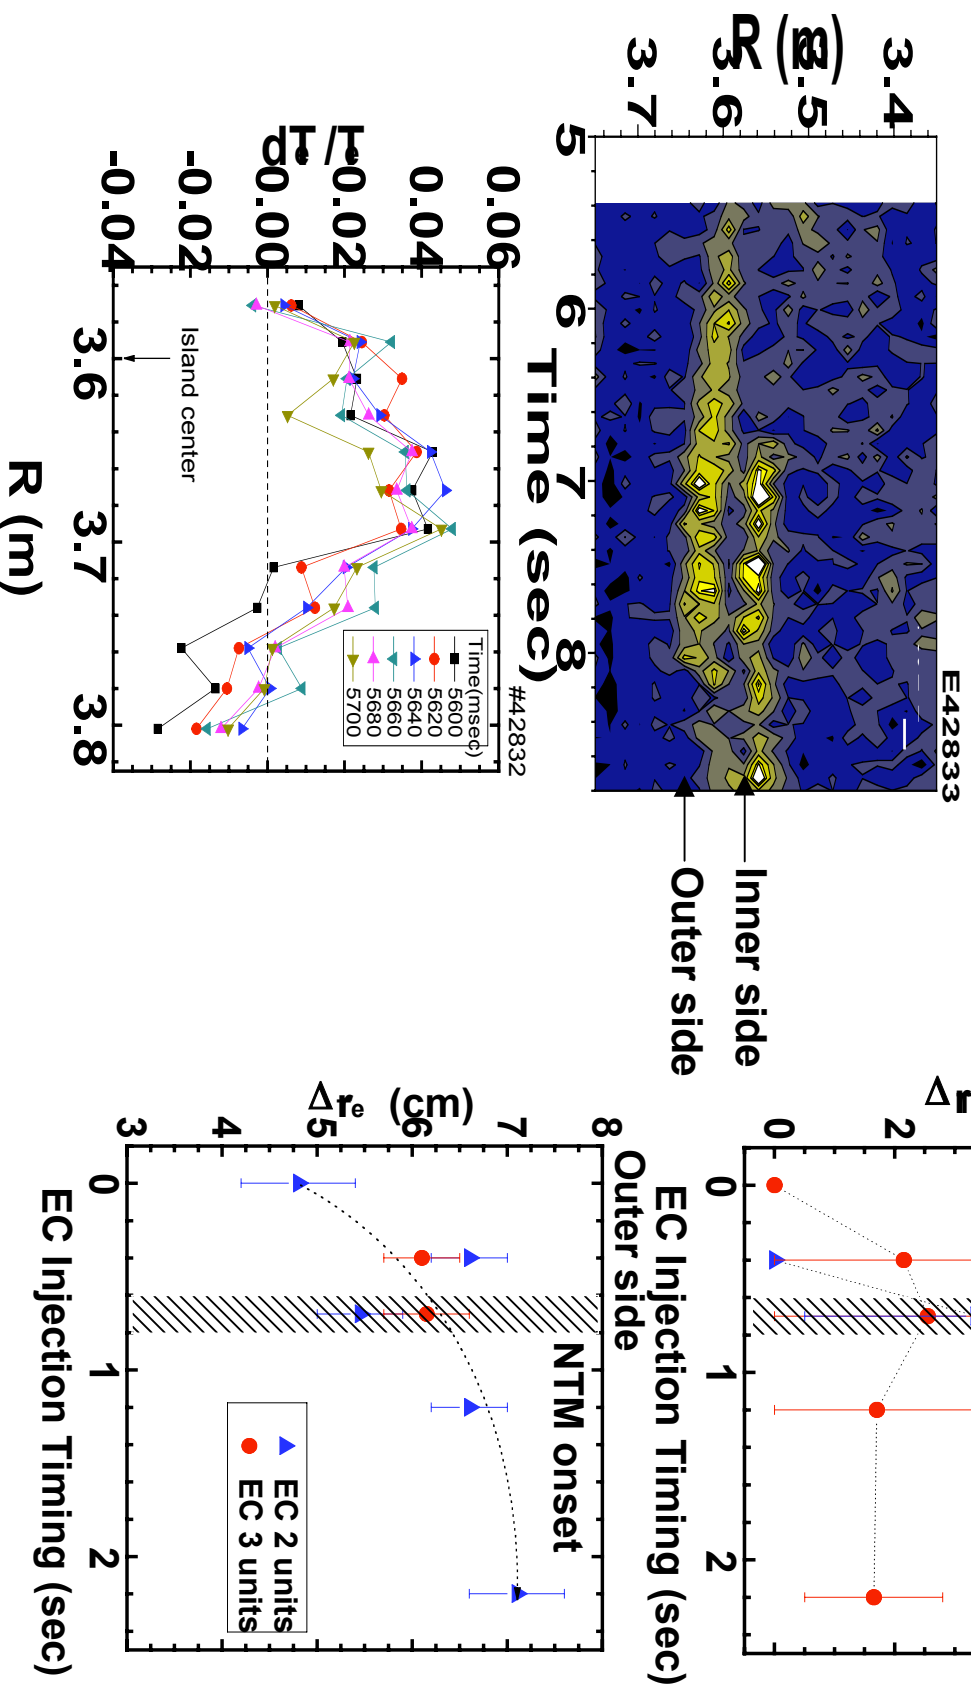 E42833
R (m)
3.4
3.5
3.6
3.7
5
6
7
8
Time (sec)
Inner side
Outer side
#42832
dTe/Te
0.06
0.04
0.02
0.00
-0.02
-0.04
Time(msec)
5600
5620
5640
5660
5680
5700
Island center
3.6
3.7
3.8
R (m)
Δr
0
2
0
1
2
EC Injection Timing (sec)
Outer side
Δre (cm)
8
7
6
5
4
3
NTM onset
EC 2 units
EC 3 units
0
1
2
EC Injection Timing (sec)